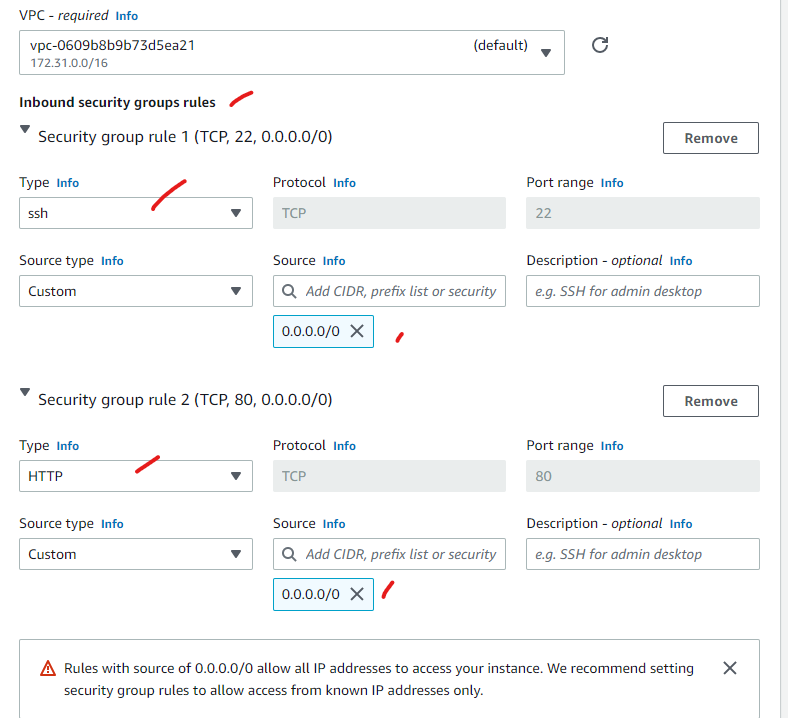 VPC - required Info
vpc-0609b8b9b73d5ea21 (default)
172.31.0.0/16
Inbound security groups rules
Security group rule 1 (TCP, 22, 0.0.0.0/0) Remove
Type Info Protocol Info Port range Info
ssh TCP 22
Source type Info Source Info Description - optional Info
Custom Add CIDR, prefix list or security e.g. SSH for admin desktop
0.0.0.0/0
Security group rule 2 (TCP, 80, 0.0.0.0/0) Remove
Type Info Protocol Info Port range Info
HTTP TCP 80
Source type Info Source Info Description - optional Info
Custom Add CIDR, prefix list or security e.g. SSH for admin desktop
0.0.0.0/0
Rules with source of 0.0.0.0/0 allow all IP addresses to access your instance. We recommend setting
security group rules to allow access from known IP addresses only.